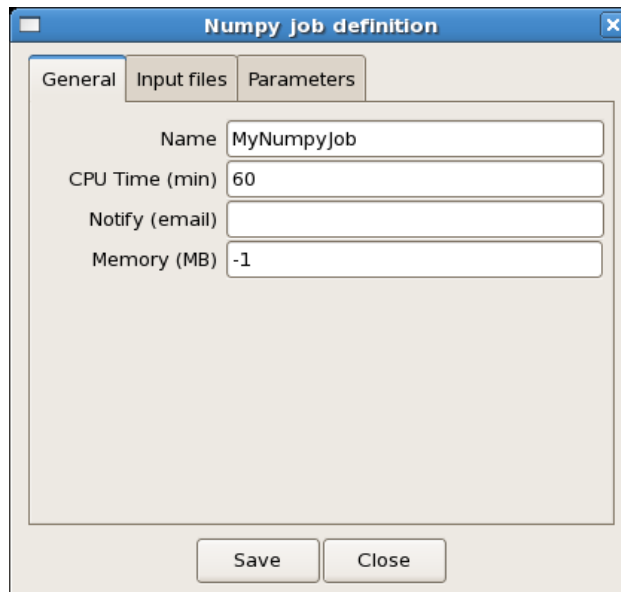 Numpy job definition
General Input files Parameters
Name MyNumpyJob
CPU Time (min) 60
Notify (email)
Memory (MB) -1
Save Close